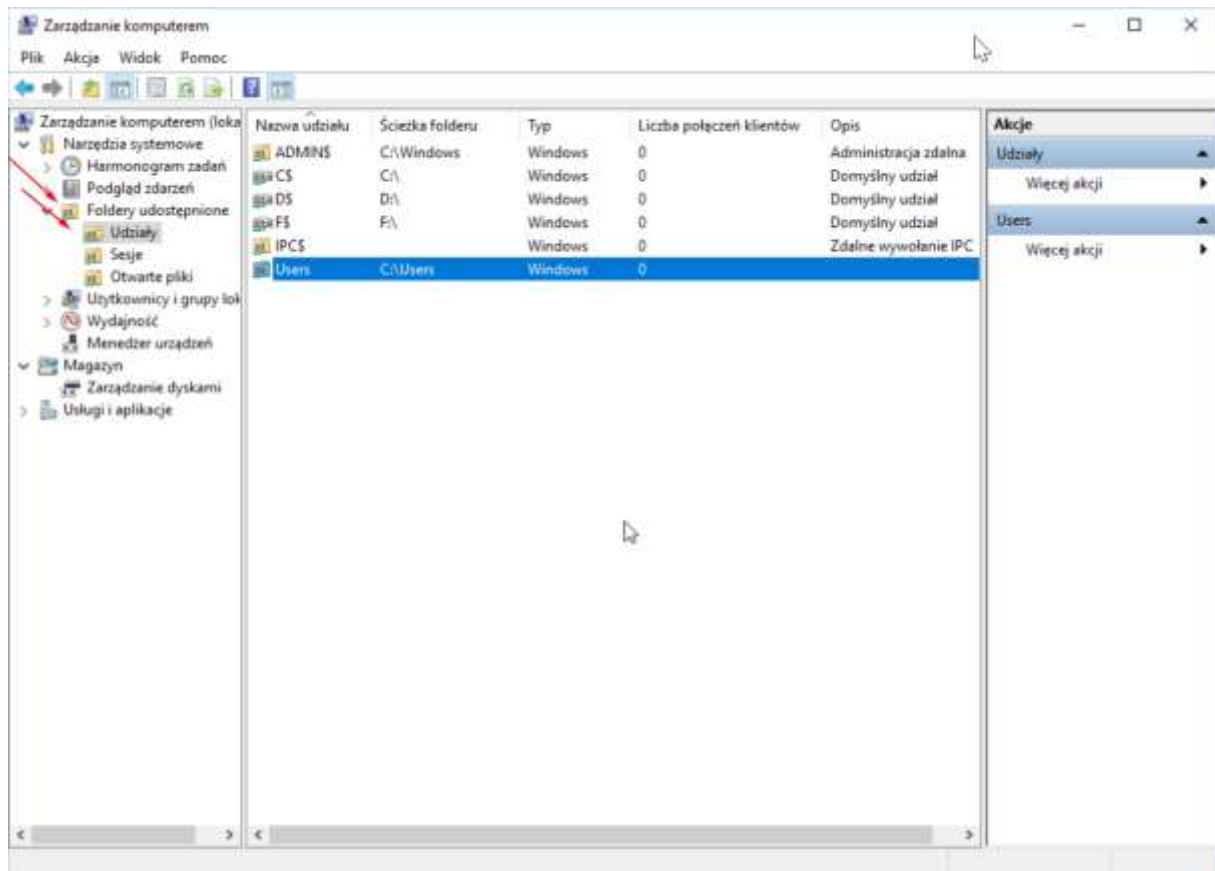 Zarządzanie komputerem
Plik Akcja Widok Pomoc
Zarządzanie komputerem (loka
Narzędzia systemowe
Harmonogram zadań
Podgląd zdarzeń
Foldery udostępnione
Udziały
Sesje
Otwarte pliki
Użytkownicy i grupy lok
Wydajność
Menedżer urządzeń
Magazyn
Zarządzanie dyskami
Usługi i aplikacje
Nazwa udziału Ścieżka folderu Typ Liczba połączeń klientów Opis
ADMIN$ C:\Windows Windows 0 Administracja zdalna
C$ C:\ Windows 0 Domyślny udział
D$ D:\ Windows 0 Domyślny udział
F$ F:\ Windows 0 Domyślny udział
IPC$ Windows 0 Zdalne wywołanie IPC
Users C:\Users Windows 0
Akcje
Udziały
Więcej akcji
Users
Więcej akcji